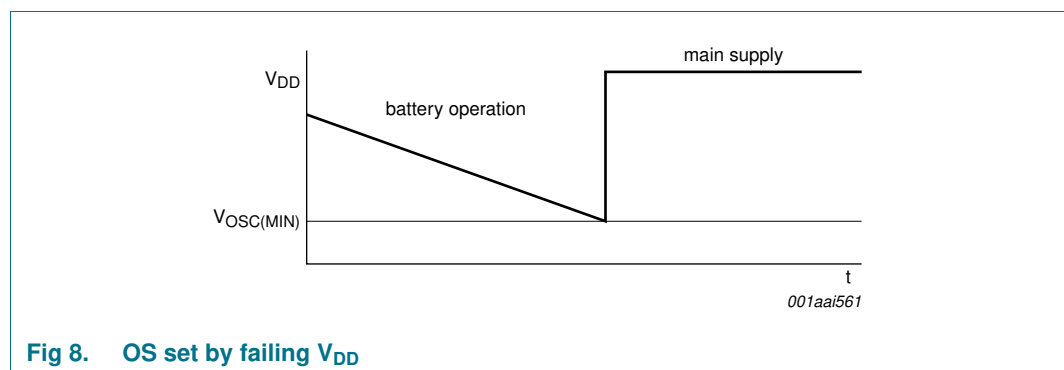 main supply
VDD
battery operation
VOSC(MIN)
t
001aai561
Fig 8. OS set by failing VDD